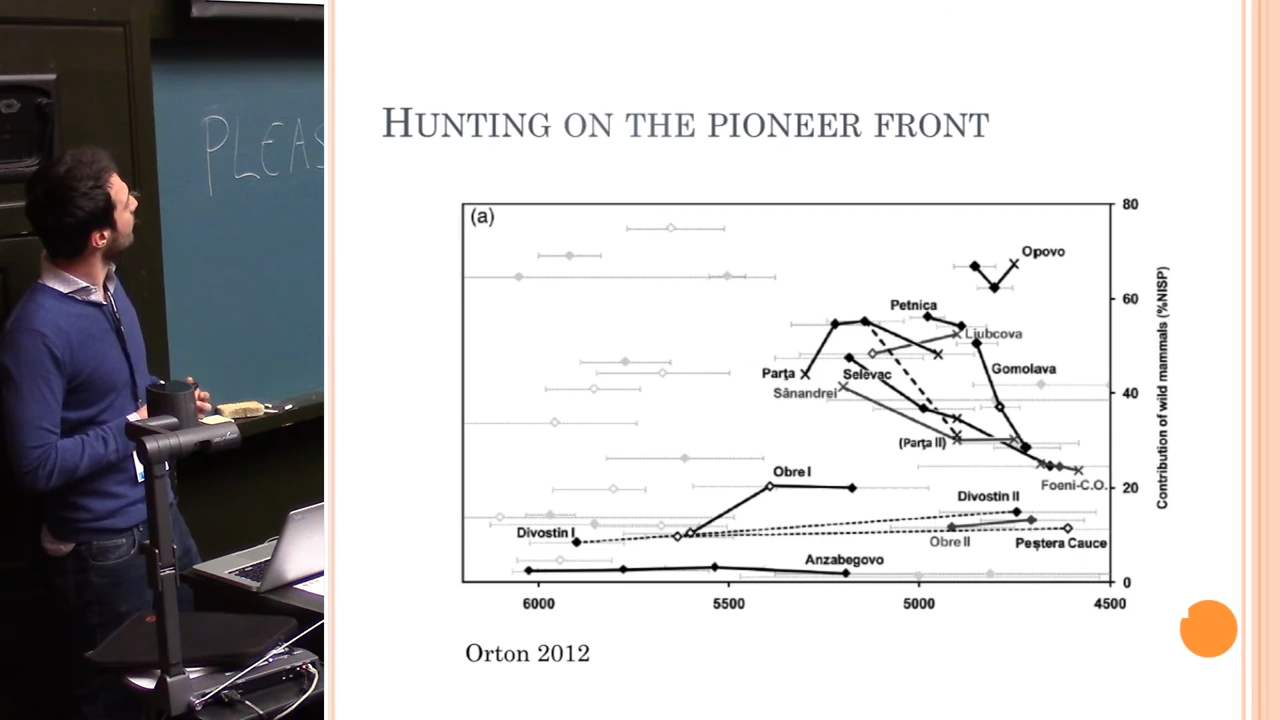 PLEAS
HUNTING ON THE PIONEER FRONT
(a)
80
60
40
20
0
Contribution of wild mammals (%NISP)
Opovo
Petnica
Ljubcova
Gomolava
Parţa
Selevac
Sânandrei
(Parţa II)
Foeni-C.O.
Obre I
Divostin II
Divostin I
Obre II
Peştera Cauce
Anzabegovo
6000
5500
5000
4500
Orton 2012